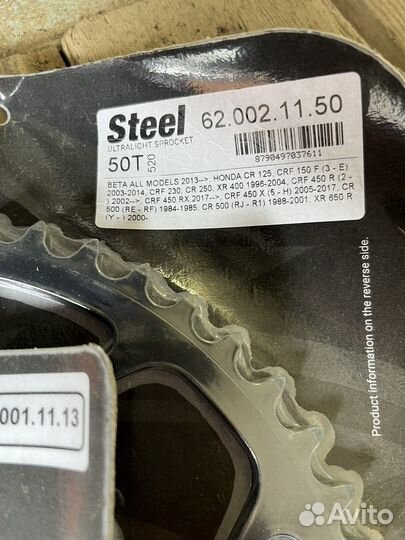 Steel 62.002.11.50
ULTRALIGHT SPROCKET
50T 520
8790497037611
BETA ALL MODELS 2013--> HONDA CR 125, CRF 150 F (3 - E)
2003-2014, CRF 230, CR 250, XR 400 1996-2004, CRF 450 R (2 -
) 2002-->, CRF 450 RX 2017-->, CRF 450 X (5 - H) 2005-2017, CR
500 (RE - RF) 1984-1985, CR 500 (RJ - R1) 1988-2001, XR 650 R
(Y - ) 2000-
Product information on the reverse side.
001.11.13
Avito